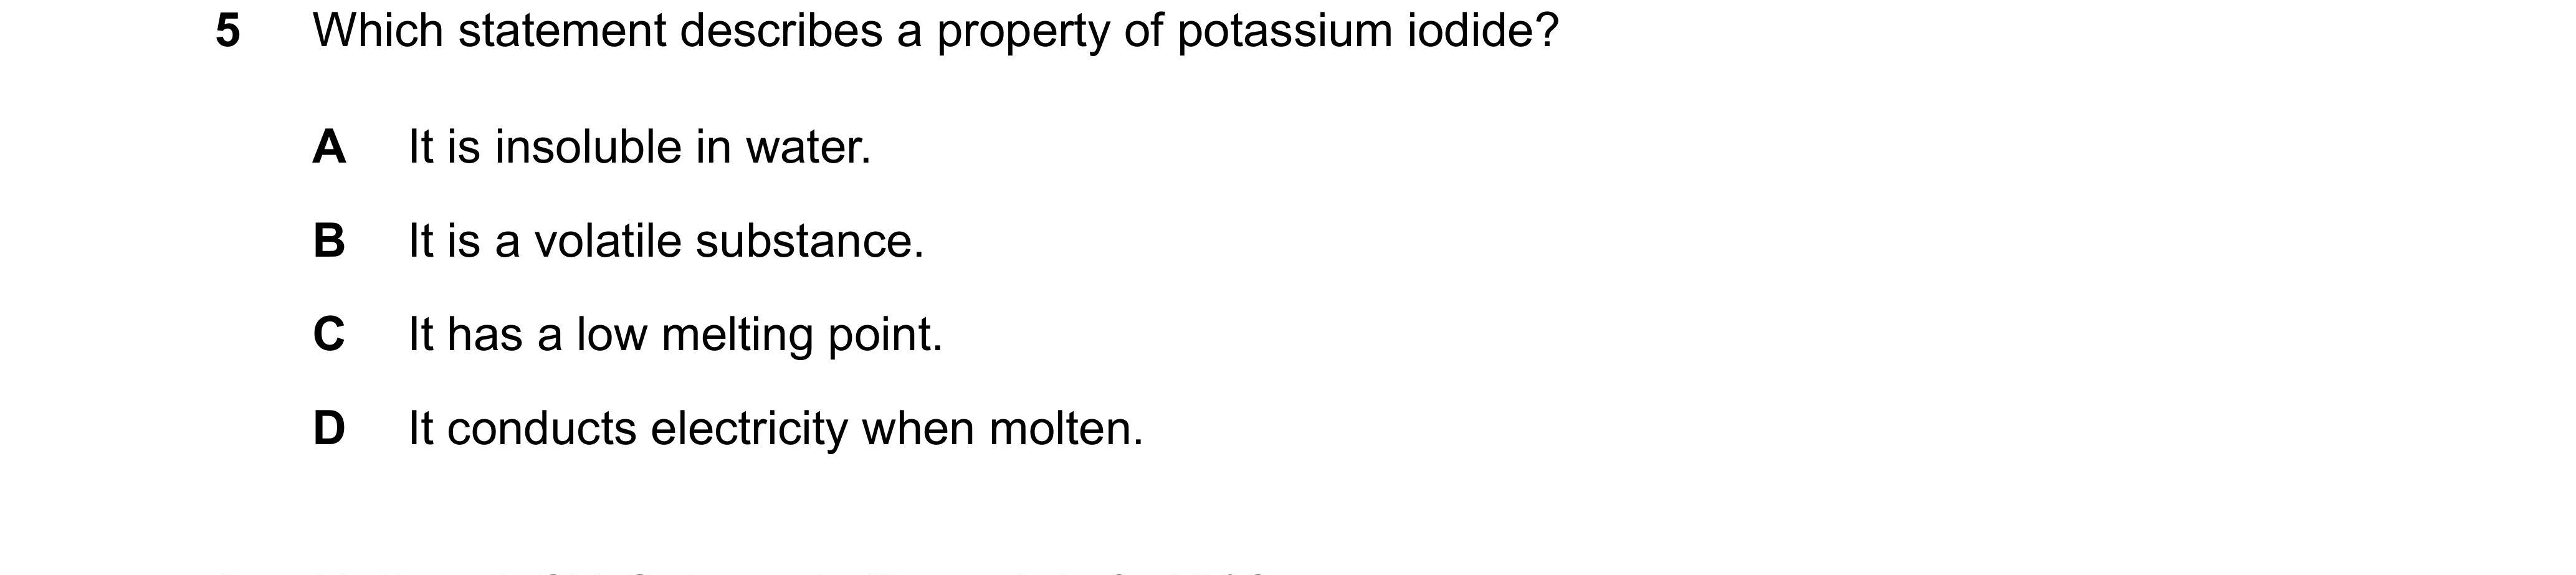 5 Which statement describes a property of potassium iodide?
A It is insoluble in water.
B It is a volatile substance.
C It has a low melting point.
D It conducts electricity when molten.